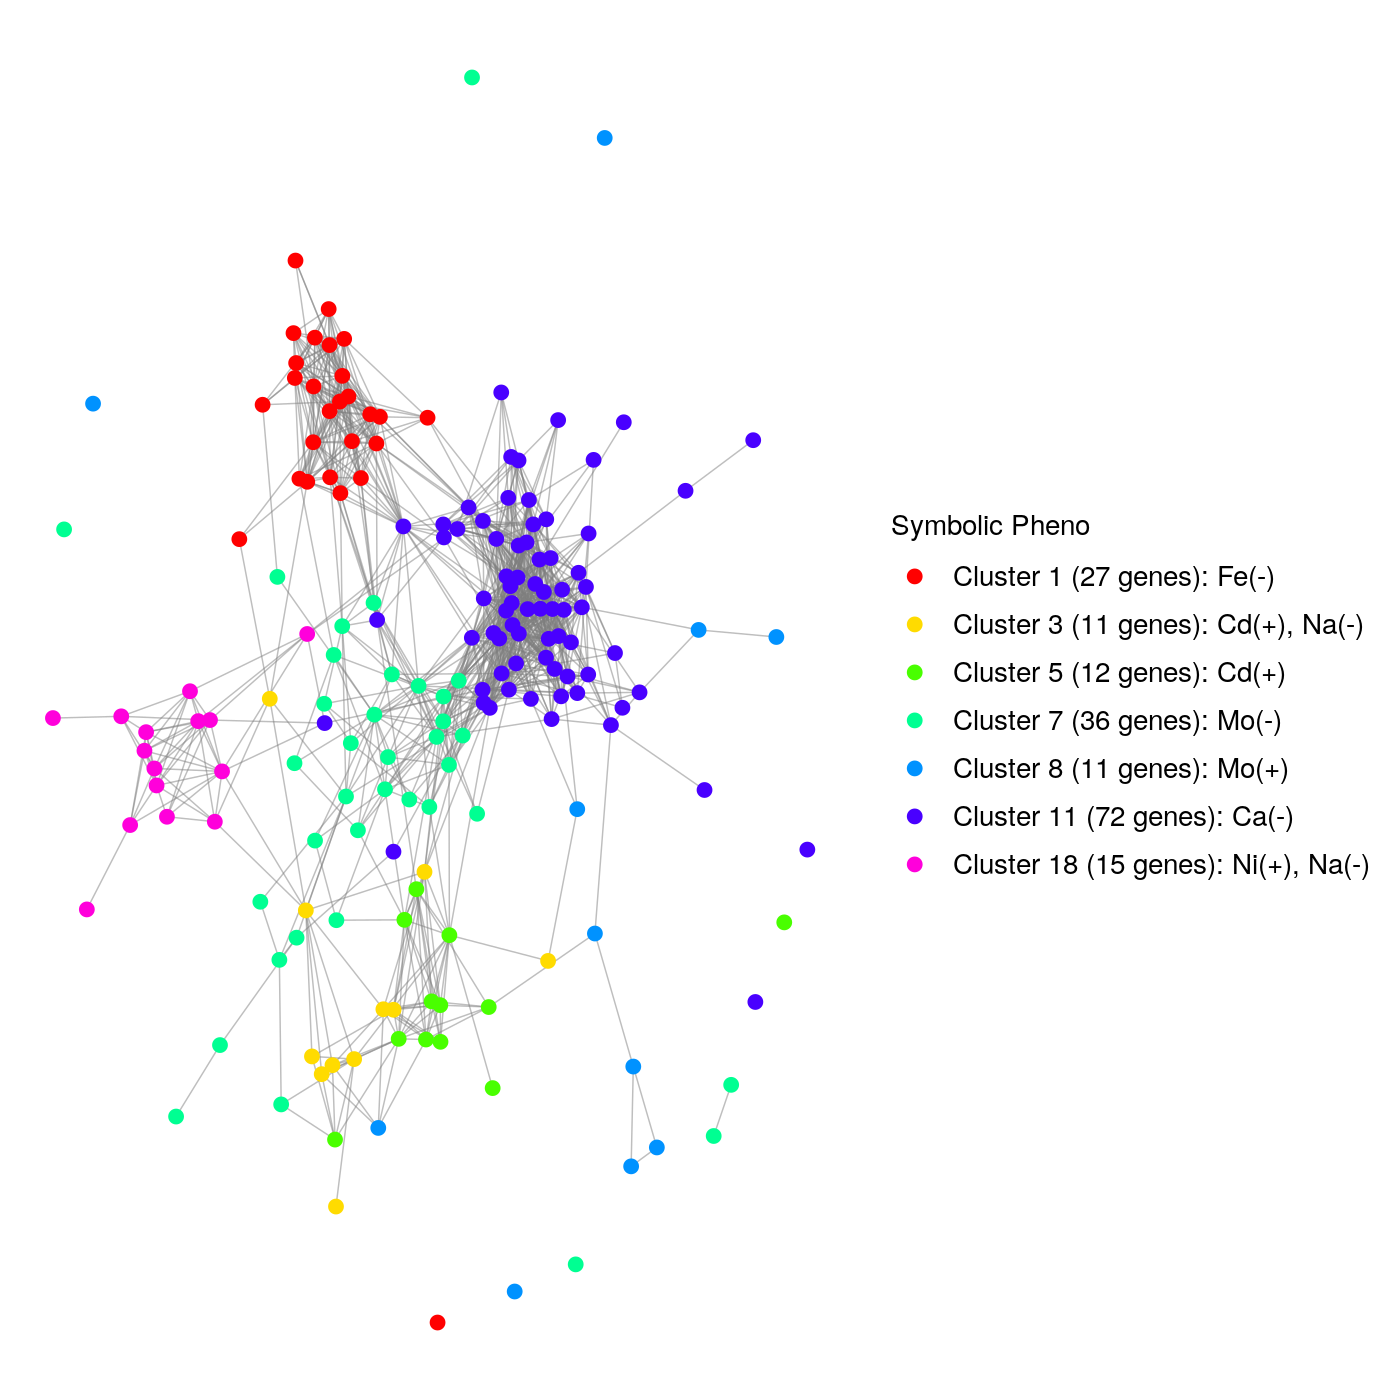 Symbolic Pheno
Cluster 1 (27 genes): Fe(-)
Cluster 3 (11 genes): Cd(+), Na(-)
Cluster 5 (12 genes): Cd(+)
Cluster 7 (36 genes): Mo(-)
Cluster 8 (11 genes): Mo(+)
Cluster 11 (72 genes): Ca(-)
Cluster 18 (15 genes): Ni(+), Na(-)